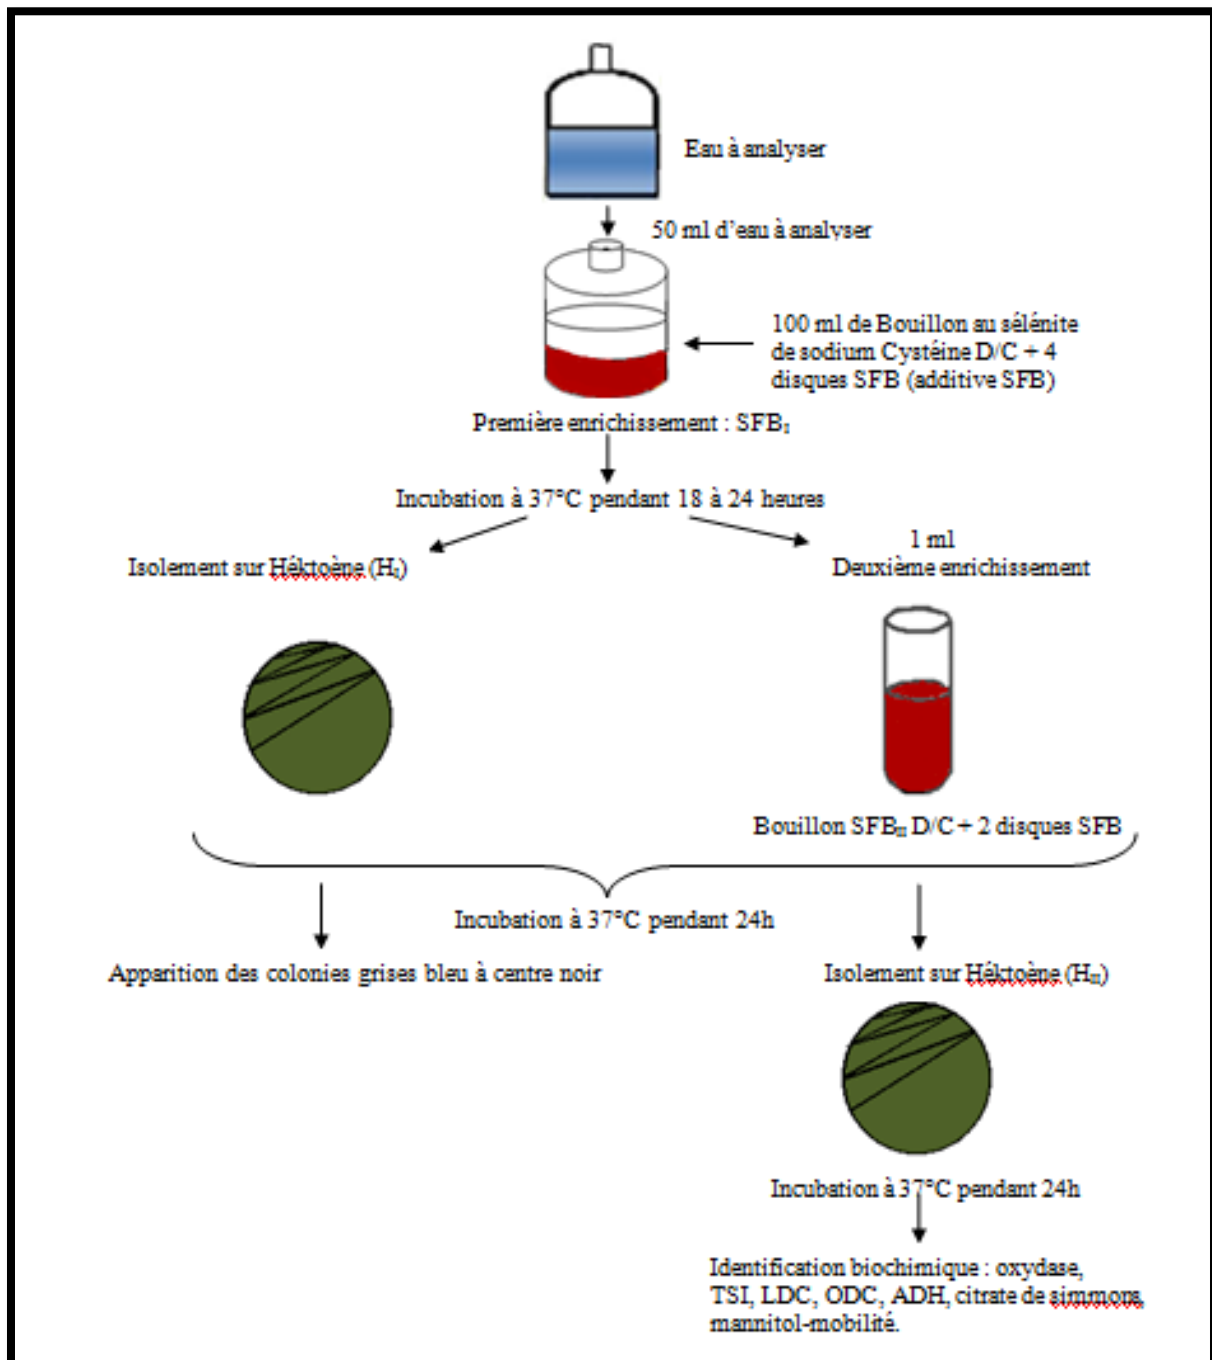 Eau à analyser
50 ml d'eau à analyser
100 ml de Bouillon au sélénite
de sodium Cystéine D/C + 4
disques SFB (additive SFB)
Première enrichissement : SFBI
Incubation à 37°C pendant 18 à 24 heures
Isolement sur Héktoène (HI)
1 ml
Deuxième enrichissement
Bouillon SFBII D/C + 2 disques SFB
Incubation à 37°C pendant 24h
Apparition des colonies grises bleu à centre noir
Isolement sur Héktoène (HII)
Incubation à 37°C pendant 24h
Identification biochimique : oxydase,
TSI, LDC, ODC, ADH, citrate de simmons,
mannitol-mobilité.